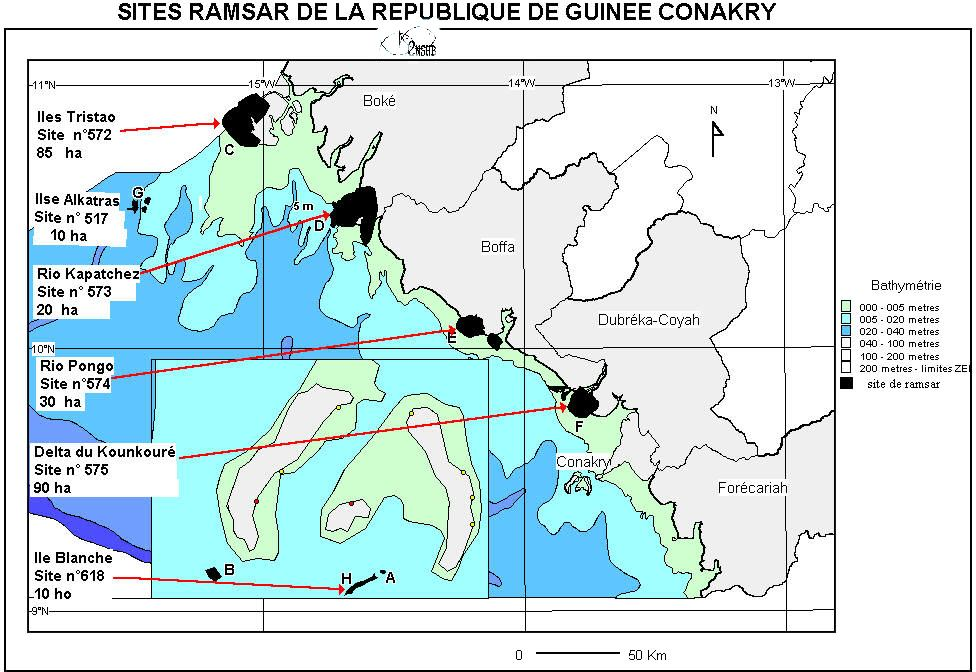 SITES RAMSAR DE LA REPUBLIQUE DE GUINEE CONAKRY
11°N
15°W
14°W
13°W
Boké
N
Iles Tristao
Site n°572
85 ha
C
G
Ilse Alkatras
Site n° 517
10 ha
5 m
D
Boffa
Rio Kapatchez
Site n° 573
20 ha
Bathymétrie
000 - 005 metres
005 - 020 metres
020 - 040 metres
040 - 100 metres
100 - 200 metres
200 metres - limites ZEI
site de ramsar
Dubréka-Coyah
E
10°N
Rio Pongo
Site n°574
30 ha
F
Delta du Kounkouré
Site n° 575
90 ha
Conakry
Forécariah
Ile Blanche
Site n°618
10 ho
B
H
A
9°N
0
50 Km